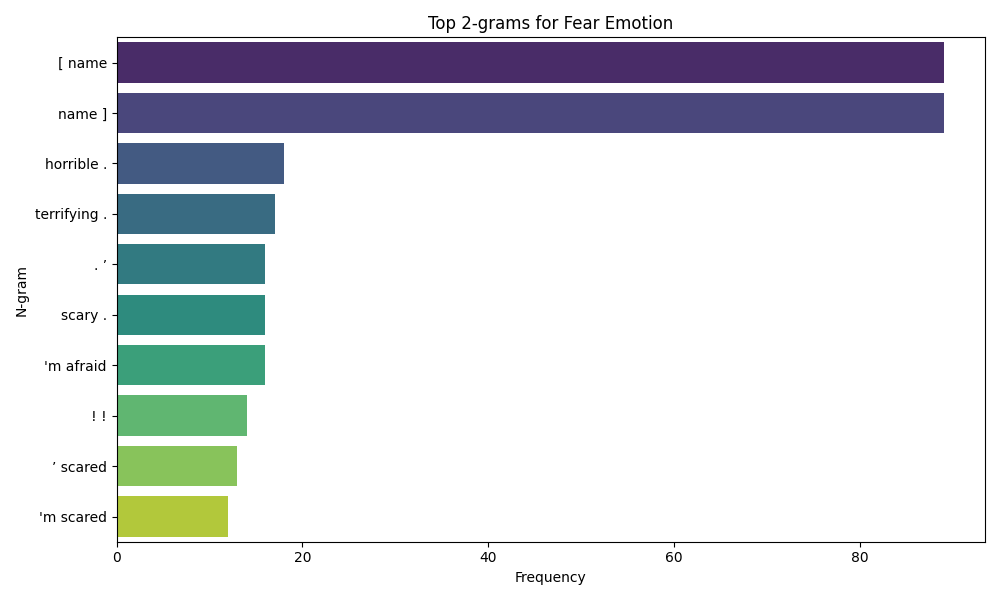 Top 2-grams for Fear Emotion
N-gram
[ name
name ]
horrible .
terrifying .
. ’
scary .
'm afraid
! !
’ scared
'm scared
0 20 40 60 80
Frequency